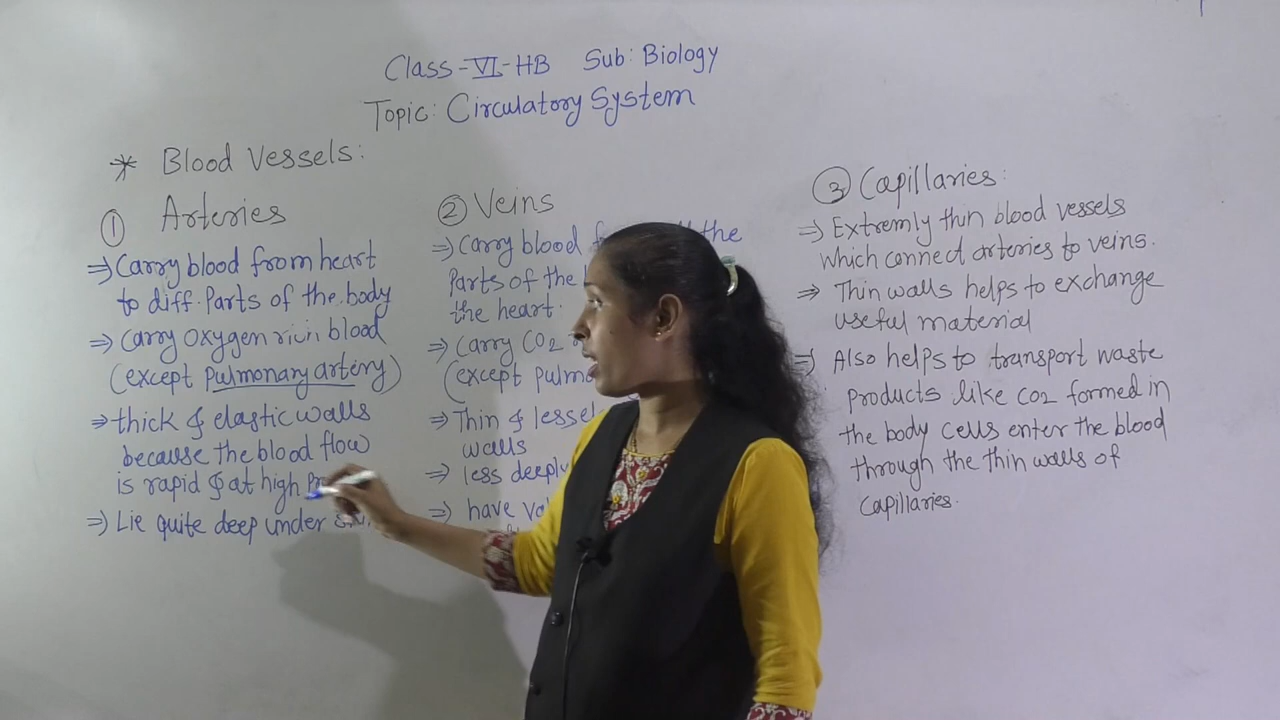 Class-VI-HB Sub: Biology
Topic: Circulatory System
* Blood Vessels:
① Arteries
⇒ Carry blood from heart
to diff. Parts of the body
⇒ Carry oxygen rich blood
(except Pulmonary artery)
⇒ thick & elastic walls
because the blood flow
is rapid & at high
⇒ Lie quite deep under
② Veins
⇒ Carry blood the
Parts of the
the heart.
⇒ Carry CO2
(except
⇒ Thin &
walls
⇒ less deeply
⇒ have
③ Capillaries:
⇒ Extremly thin blood vessels
which connect arteries to veins.
⇒ Thin walls helps to exchange
useful material
⇒ Also helps to transport waste
products like CO2 formed in
the body cells enter the blood
through the thin walls of
capillaries.